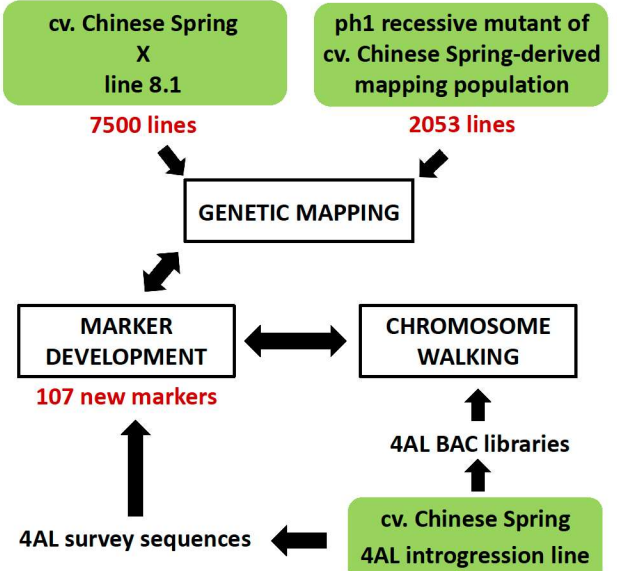 cv. Chinese Spring
X
line 8.1
7500 lines
ph1 recessive mutant of
cv. Chinese Spring-derived
mapping population
2053 lines
GENETIC MAPPING
MARKER
DEVELOPMENT
107 new markers
CHROMOSOME
WALKING
4AL BAC libraries
4AL survey sequences
cv. Chinese Spring
4AL introgression line